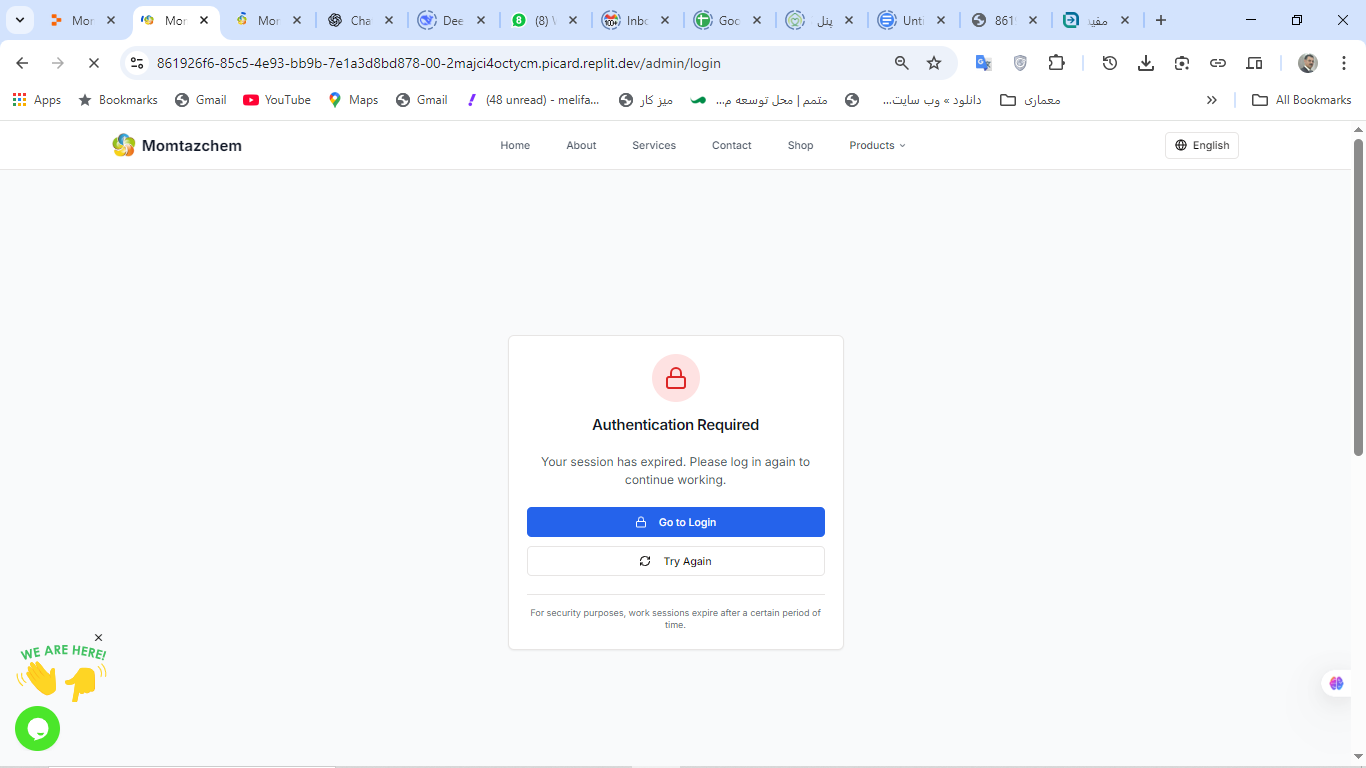 Mor
Mor
Mor
Cha
Dee
(8) \
Inbo
Goc
پنل
Unti
861
مفید
861926f6-85c5-4e93-bb9b-7e1a3d8bd878-00-2majci4octycm.picard.replit.dev/admin/login
Apps
Bookmarks
Gmail
YouTube
Maps
Gmail
(48 unread) - melifa...
میز کار
متمم | محل توسعه م...
دانلود » وب سایت...
معماری
All Bookmarks
Momtazchem
Home
About
Services
Contact
Shop
Products
English
Authentication Required
Your session has expired. Please log in again to
continue working.
Go to Login
Try Again
For security purposes, work sessions expire after a certain period of
time.
WE ARE HERE!